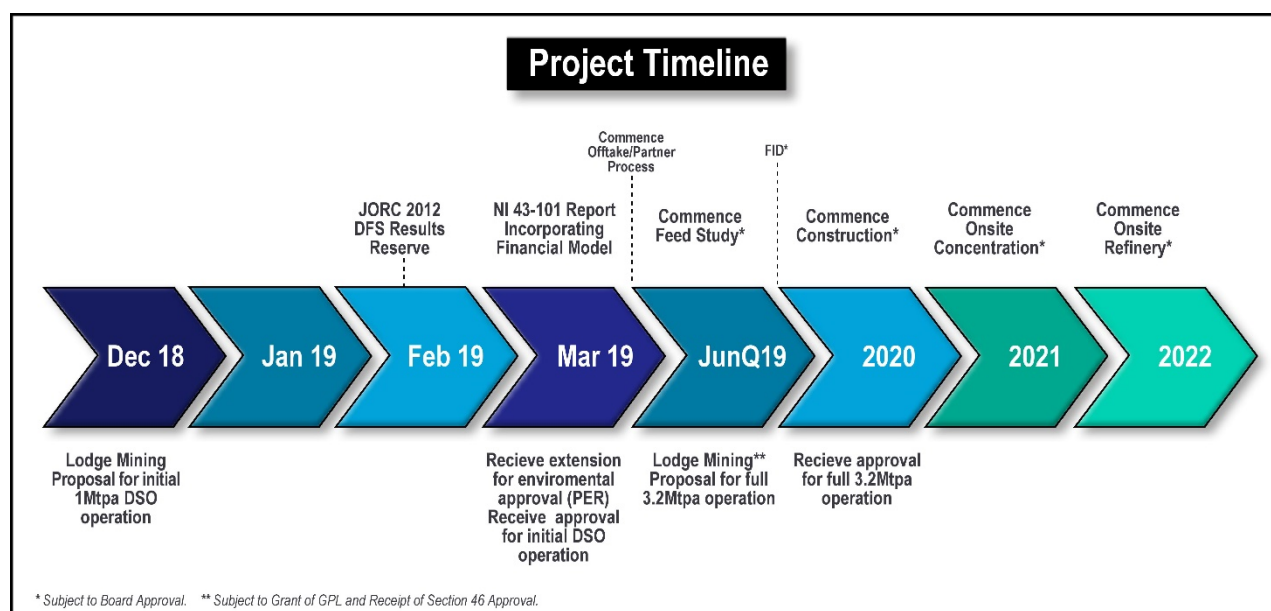 Project Timeline
Commence
Offtake/Partner
Process
FID*
JORC 2012
DFS Results
Reserve
NI 43-101 Report
Incorporating
Financial Model
Commence
Feed Study*
Commence
Construction*
Commence
Onsite
Concentration*
Commence
Onsite
Refinery*
Dec 18
Jan 19
Feb 19
Mar 19
JunQ19
2020
2021
2022
Lodge Mining
Proposal for initial
1Mtpa DSO
operation
Recieve extension
for enviromental
approval (PER)
Receive approval
for initial DSO
operation
Lodge Mining**
Proposal for full
3.2Mtpa operation
Recieve approval
for full 3.2Mtpa
operation
* Subject to Board Approval. ** Subject to Grant of GPL and Receipt of Section 46 Approval.